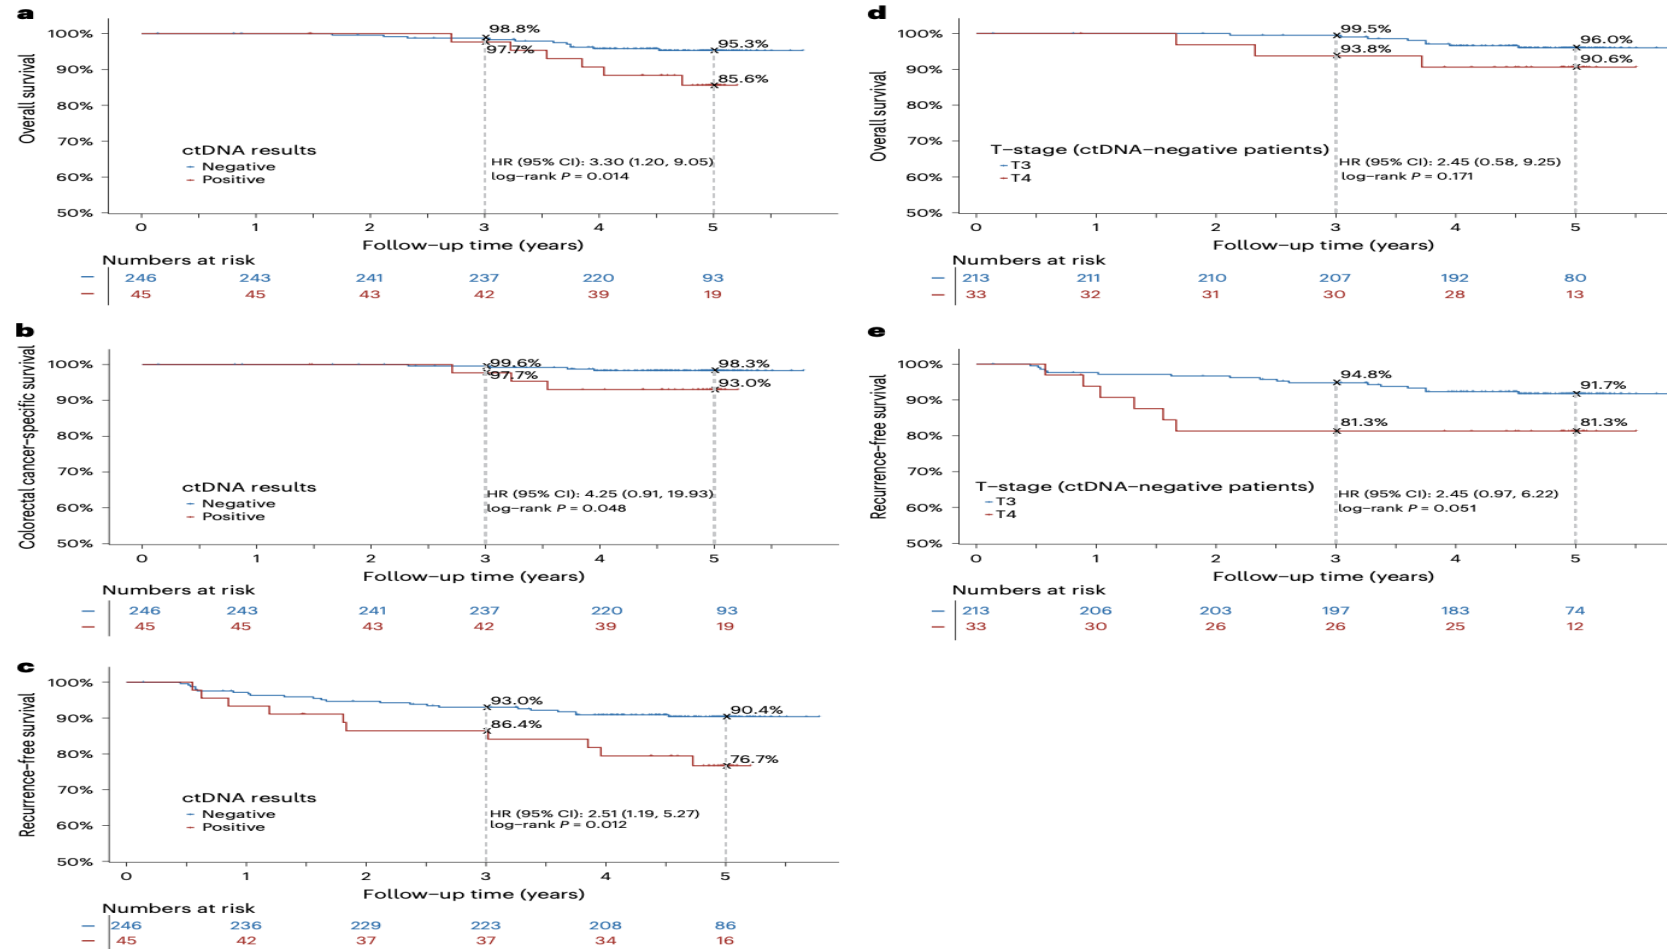 a
100%
90%
80%
70%
60%
50%
Overall survival
98.8%
97.7%
95.3%
85.6%
ctDNA results
Negative
Positive
HR (95% CI): 3.30 (1.20, 9.05)
log-rank P = 0.014
0 1 2 3 4 5
Follow-up time (years)
Numbers at risk
246 243 241 237 220 93
45 45 43 42 39 19
b
100%
90%
80%
70%
60%
50%
Colorectal cancer-specific survival
99.6%
97.7%
98.3%
93.0%
ctDNA results
Negative
Positive
HR (95% CI): 4.25 (0.91, 19.93)
log-rank P = 0.048
0 1 2 3 4 5
Follow-up time (years)
Numbers at risk
246 243 241 237 220 93
45 45 43 42 39 19
c
100%
90%
80%
70%
60%
50%
Recurrence-free survival
93.0%
86.4%
90.4%
76.7%
ctDNA results
Negative
Positive
HR (95% CI): 2.51 (1.19, 5.27)
log-rank P = 0.012
0 1 2 3 4 5
Follow-up time (years)
Numbers at risk
246 236 229 223 208 86
45 42 37 37 34 16
d
100%
90%
80%
70%
60%
50%
Overall survival
99.5%
93.8%
96.0%
90.6%
T-stage (ctDNA-negative patients)
T3
T4
HR (95% CI): 2.45 (0.58, 9.25)
log-rank P = 0.171
0 1 2 3 4 5
Follow-up time (years)
Numbers at risk
213 211 210 207 192 80
33 32 31 30 28 13
e
100%
90%
80%
70%
60%
50%
Recurrence-free survival
94.8%
81.3%
91.7%
81.3%
T-stage (ctDNA-negative patients)
T3
T4
HR (95% CI): 2.45 (0.97, 6.22)
log-rank P = 0.051
0 1 2 3 4 5
Follow-up time (years)
Numbers at risk
213 206 203 197 183 74
33 30 26 26 25 12